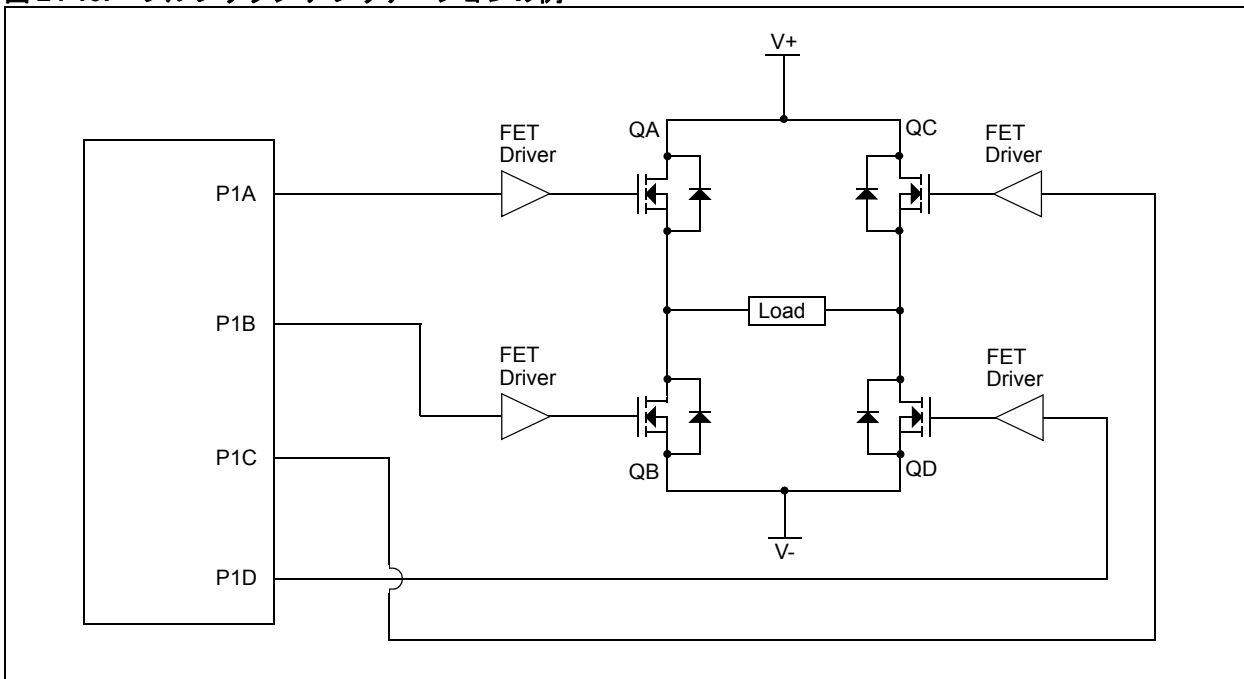 V+
QA
QC
FET
Driver
FET
Driver
P1A
P1B
Load
FET
Driver
FET
Driver
P1C
QB
QD
V-
P1D